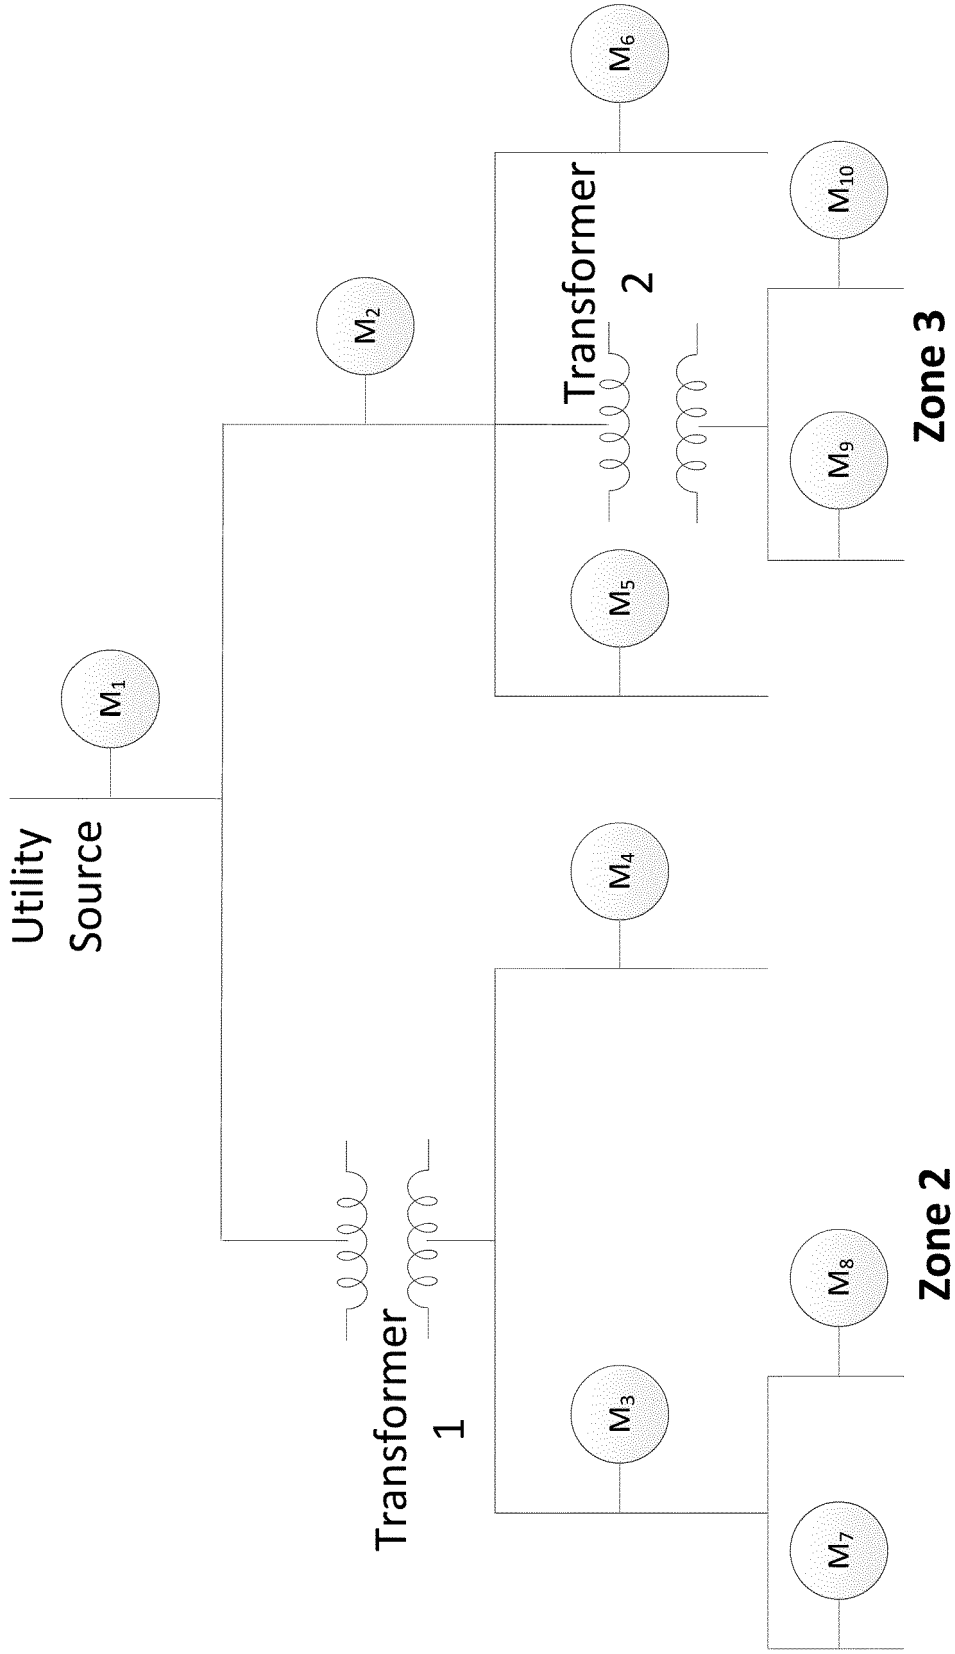 Utility
Source
M₁
M₂
Transformer
1
M₃
M₄
M₅
Transformer
2
M₆
M₇
M₈
M₉
M₁₀
Zone 2
Zone 3